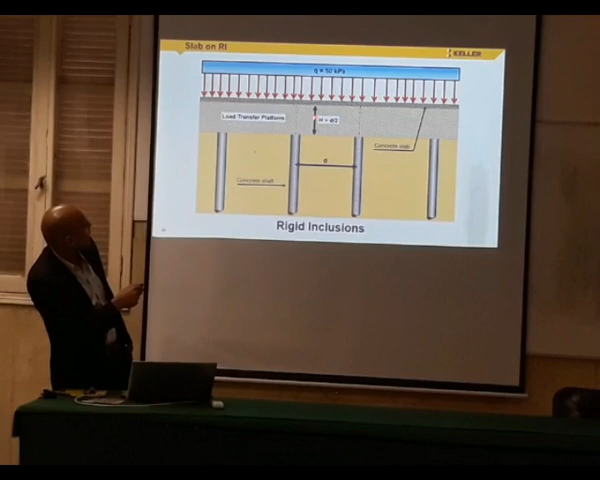 Slab on RI
KELLER
q = 50 kPa
Load Transfer Platform
H > d/2
Concrete slab
d
Concrete shaft
Rigid Inclusions